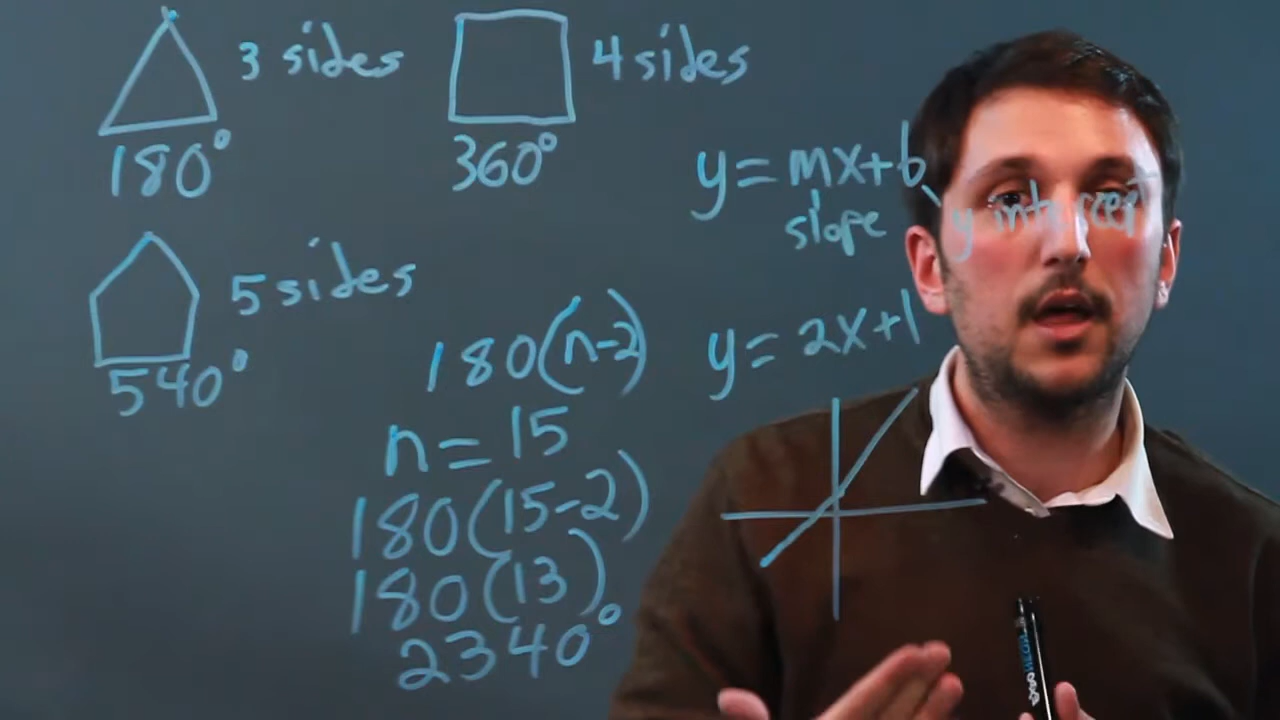 3 sides
180°
4 sides
360°
5 sides
540°
180(n-2)
n = 15
180(15-2)
180(13)
2340°
y = mx+b
slope
y intercept
y = 2x+1